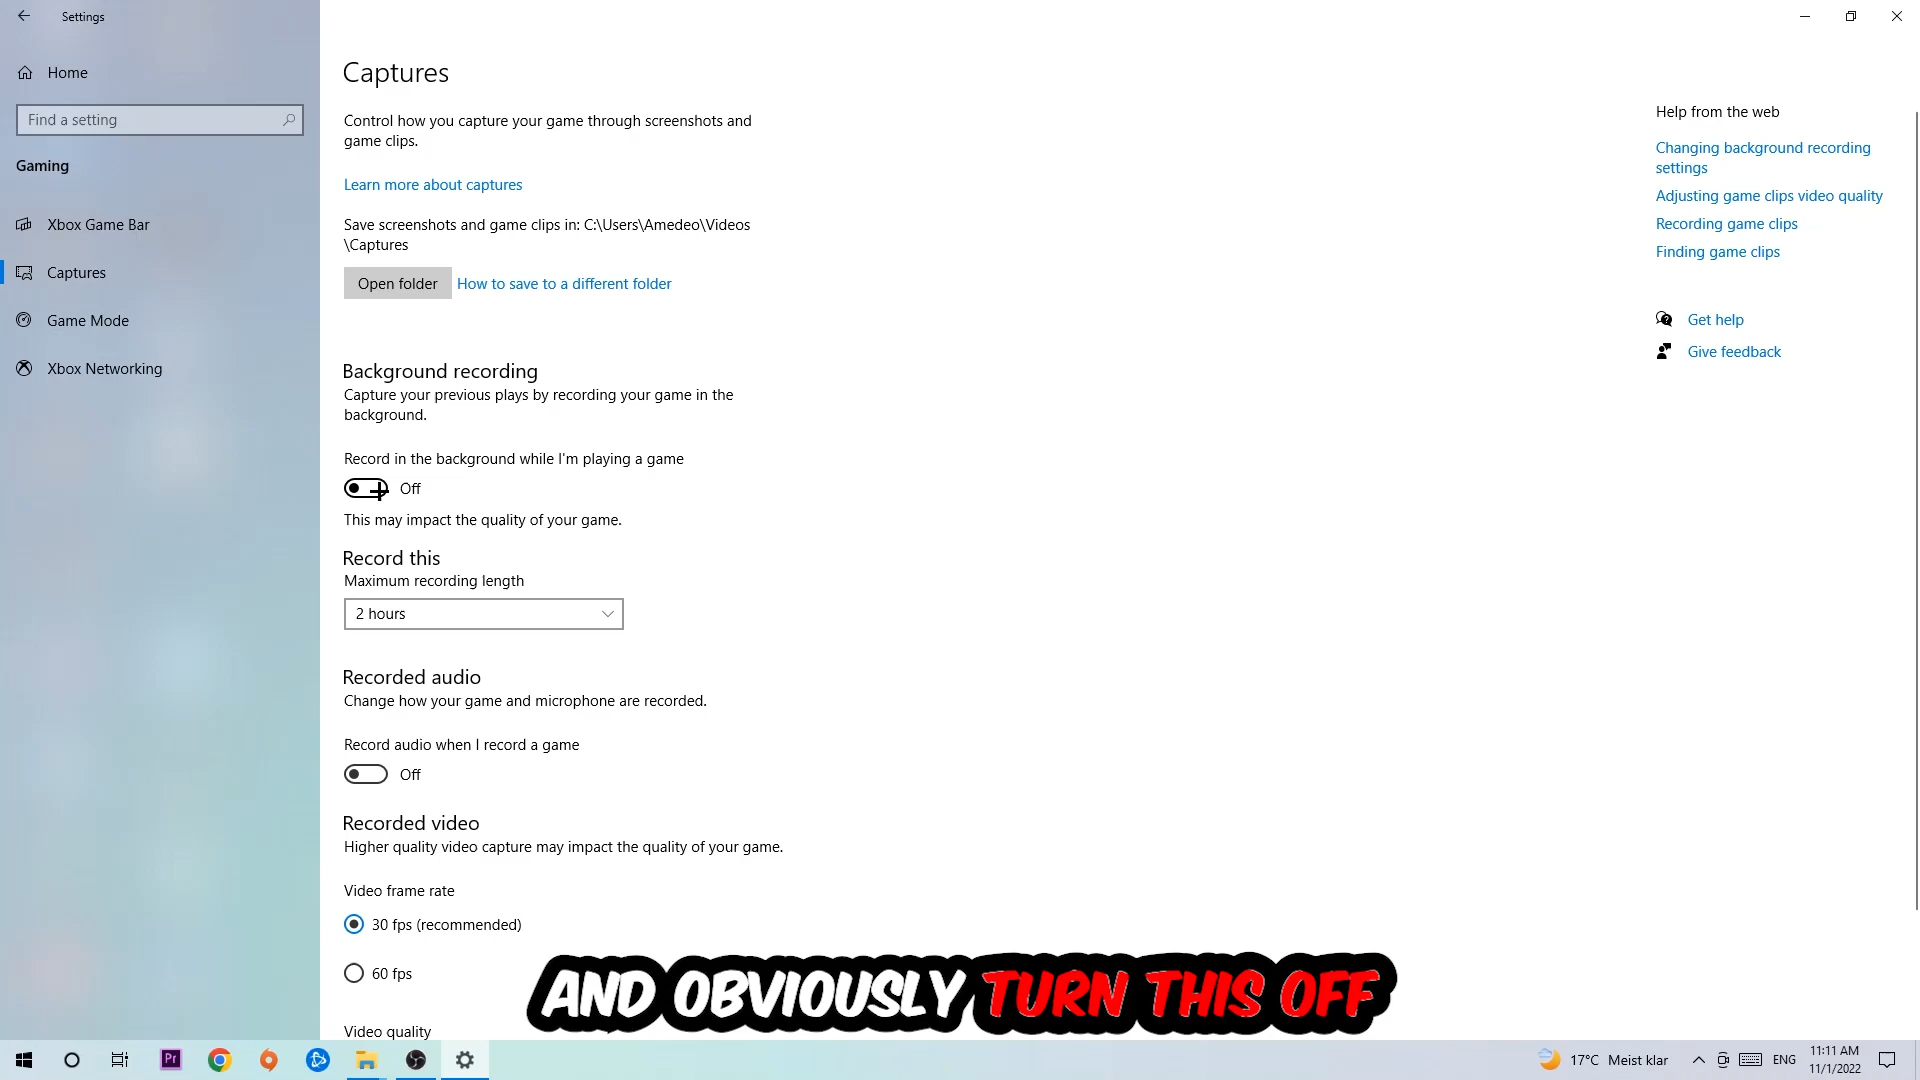 Settings
Home
Find a setting
Gaming
Xbox Game Bar
Captures
Game Mode
Xbox Networking
Captures
Control how you capture your game through screenshots and
game clips.
Learn more about captures
Save screenshots and game clips in: C:\Users\Amedeo\Videos
\Captures
Open folder
How to save to a different folder
Background recording
Capture your previous plays by recording your game in the
background.
Record in the background while I'm playing a game
Off
This may impact the quality of your game.
Record this
Maximum recording length
2 hours
Recorded audio
Change how your game and microphone are recorded.
Record audio when I record a game
Off
Recorded video
Higher quality video capture may impact the quality of your game.
Video frame rate
30 fps (recommended)
60 fps
Video quality
Help from the web
Changing background recording
settings
Adjusting game clips video quality
Recording game clips
Finding game clips
Get help
Give feedback
AND OBVIOUSLY TURN THIS OFF
Pr
17°C Meist klar
ENG
11:11 AM
11/1/2022